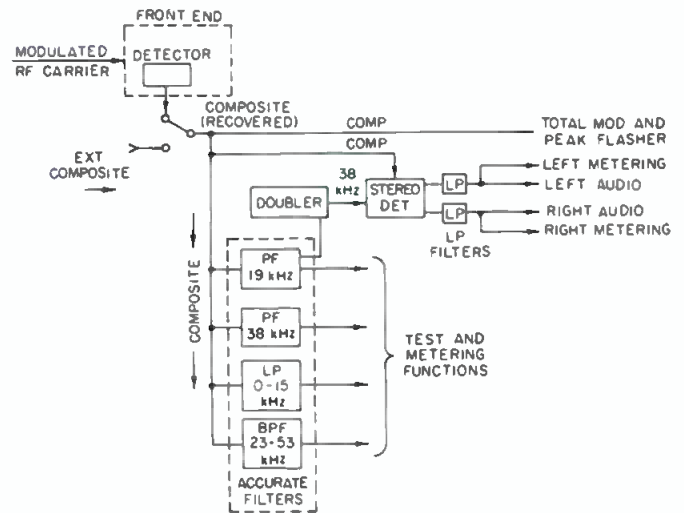 FRONT END
MODULATED
RF CARRIER
DETECTOR
COMPOSITE
(RECOVERED)
COMP
TOTAL MOD AND
PEAK FLASHER
COMP
EXT
COMPOSITE
38
kHz
LEFT METERING
LEFT AUDIO
DOUBLER
STEREO
DET
LP
LP
RIGHT AUDIO
RIGHT METERING
LP
FILTERS
COMPOSITE
PF
19 kHz
PF
38 kHz
LP
0-15
kHz
BPF
23-53
kHz
TEST AND
METERING
FUNCTIONS
ACCURATE
FILTERS